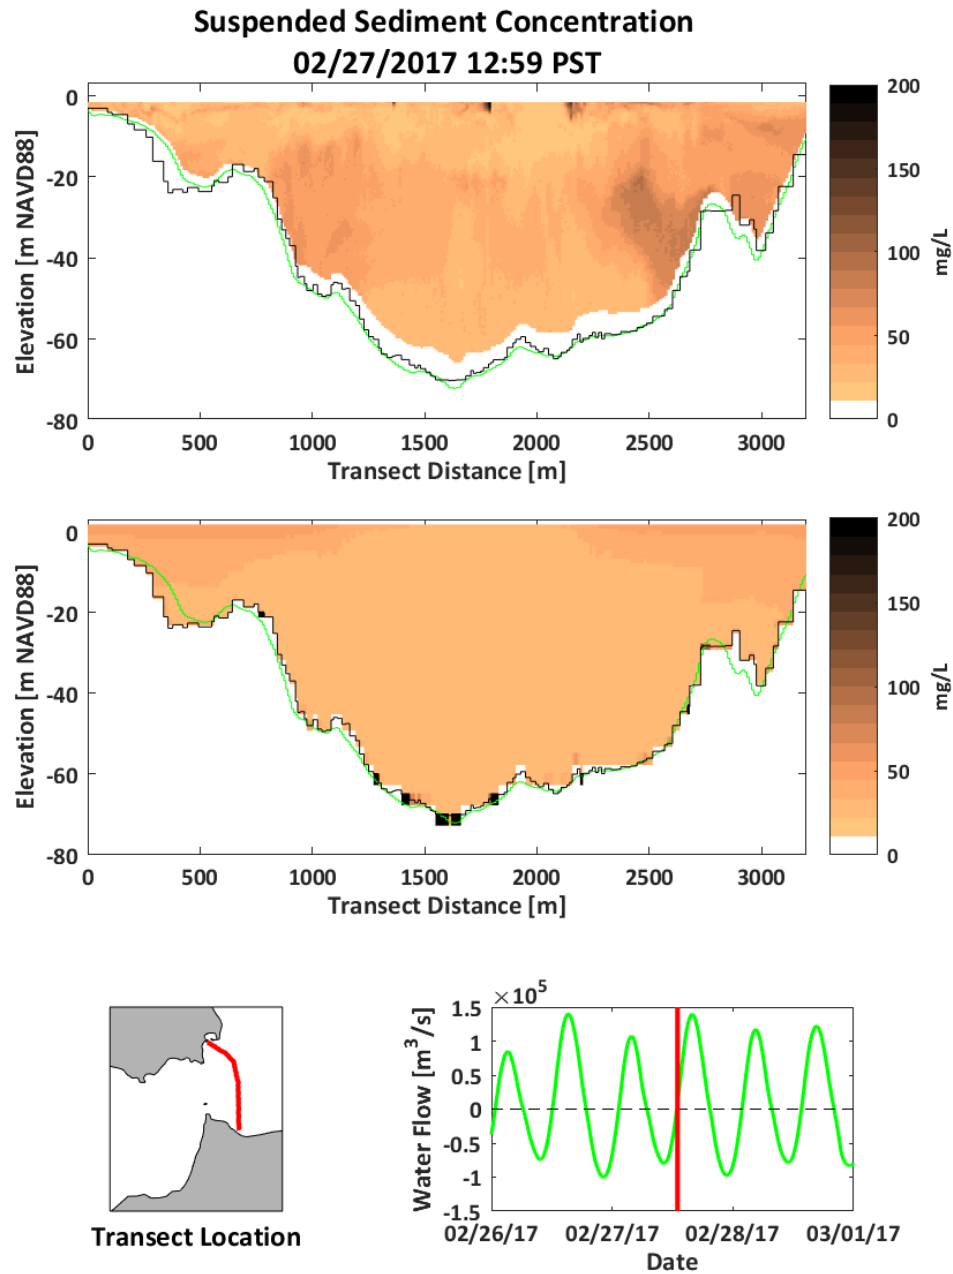 Suspended Sediment Concentration
02/27/2017 12:59 PST
0
-20
-40
-60
-80
Elevation [m NAVD88]
0 500 1000 1500 2000 2500 3000
Transect Distance [m]
200
150
100
50
0
mg/L
0
-20
-40
-60
-80
Elevation [m NAVD88]
0 500 1000 1500 2000 2500 3000
Transect Distance [m]
200
150
100
50
0
mg/L
Transect Location
×10^5
1.5
1
0.5
0
-0.5
-1
-1.5
Water Flow [m^3/s]
02/26/17 02/27/17 02/28/17 03/01/17
Date